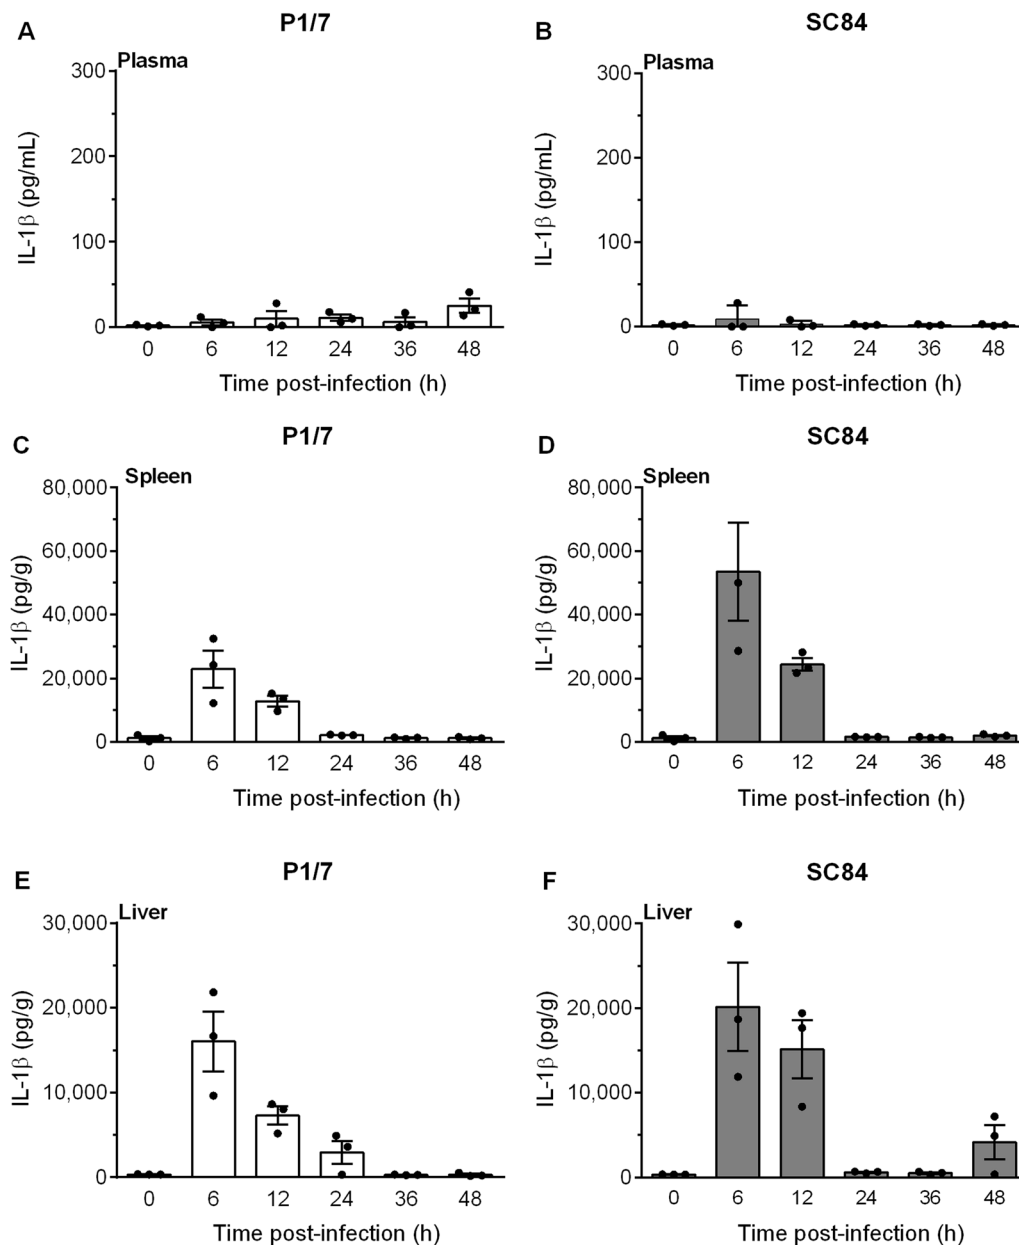 A P1/7
Plasma
IL-1β (pg/mL)
300
200
100
0
0 6 12 24 36 48
Time post-infection (h)
B SC84
Plasma
IL-1β (pg/mL)
300
200
100
0
0 6 12 24 36 48
Time post-infection (h)
C P1/7
Spleen
IL-1β (pg/g)
80,000
60,000
40,000
20,000
0
0 6 12 24 36 48
Time post-infection (h)
D SC84
Spleen
IL-1β (pg/g)
80,000
60,000
40,000
20,000
0
0 6 12 24 36 48
Time post-infection (h)
E P1/7
Liver
IL-1β (pg/g)
30,000
20,000
10,000
0
0 6 12 24 36 48
Time post-infection (h)
F SC84
Liver
IL-1β (pg/g)
30,000
20,000
10,000
0
0 6 12 24 36 48
Time post-infection (h)